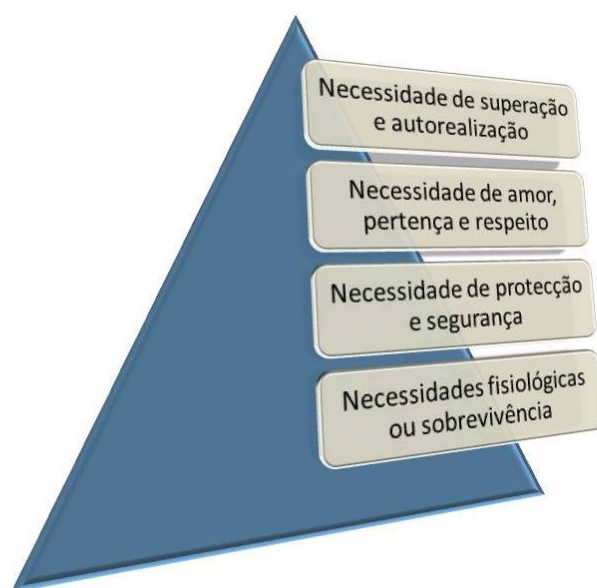 Necessidade de superação
e autorealização
Necessidade de amor,
pertença e respeito
Necessidade de protecção
e segurança
Necessidades fisiológicas
ou sobrevivência